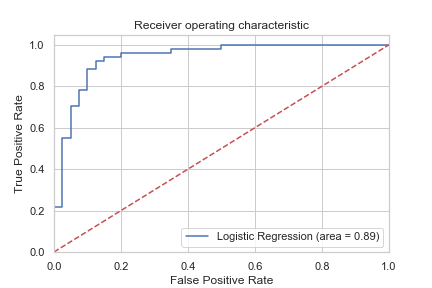 Receiver operating characteristic
True Positive Rate
1.0
0.8
0.6
0.4
0.2
0.0
Logistic Regression (area = 0.89)
0.0 0.2 0.4 0.6 0.8 1.0
False Positive Rate